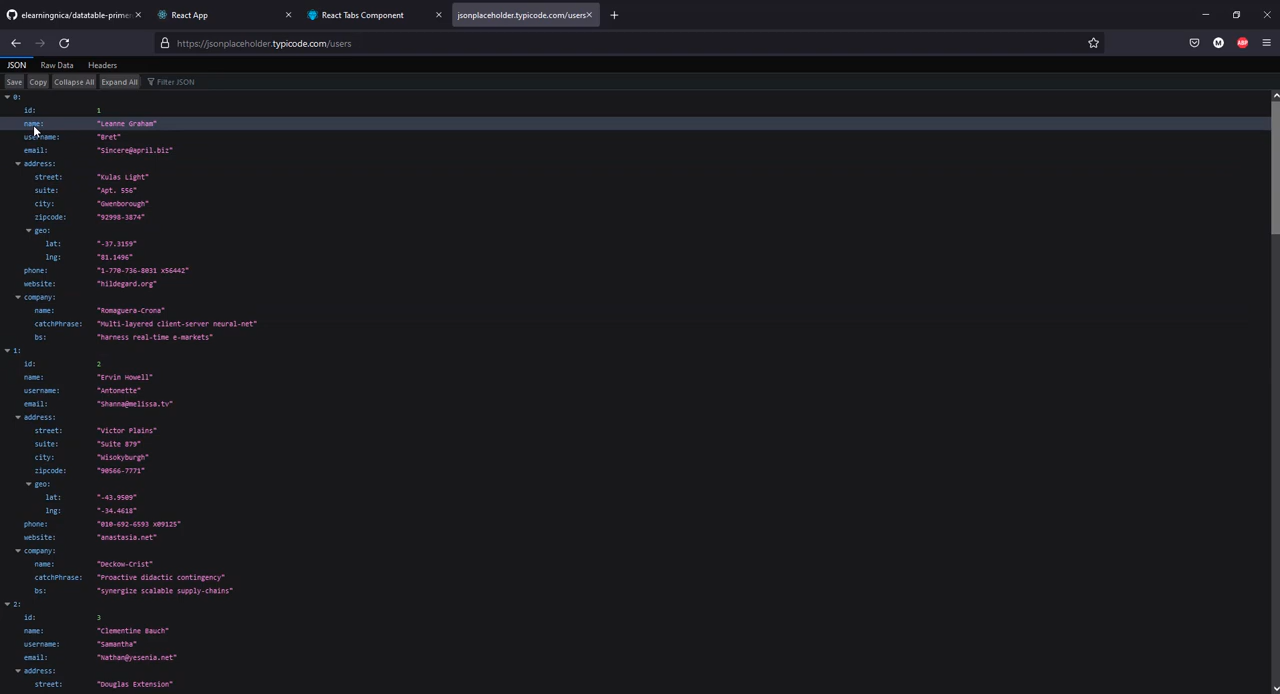 elearningnica/datatable-prime
React App
React Tabs Component
jsonplaceholder.typicode.com/users
https://jsonplaceholder.typicode.com/users
M
ABP
JSON Raw Data Headers
Save Copy Collapse All Expand All Filter JSON
0:
id: 1
name: "Leanne Graham"
username: "Bret"
email: "Sincere@april.biz"
address:
street: "Kulas Light"
suite: "Apt. 556"
city: "Gwenborough"
zipcode: "92998-3874"
geo:
lat: "-37.3159"
lng: "81.1496"
phone: "1-770-736-8031 x56442"
website: "hildegard.org"
company:
name: "Romaguera-Crona"
catchPhrase: "Multi-layered client-server neural-net"
bs: "harness real-time e-markets"
1:
id: 2
name: "Ervin Howell"
username: "Antonette"
email: "Shanna@melissa.tv"
address:
street: "Victor Plains"
suite: "Suite 879"
city: "Wisokyburgh"
zipcode: "90566-7771"
geo:
lat: "-43.9509"
lng: "-34.4618"
phone: "010-692-6593 x09125"
website: "anastasia.net"
company:
name: "Deckow-Crist"
catchPhrase: "Proactive didactic contingency"
bs: "synergize scalable supply-chains"
2:
id: 3
name: "Clementine Bauch"
username: "Samantha"
email: "Nathan@yesenia.net"
address:
street: "Douglas Extension"